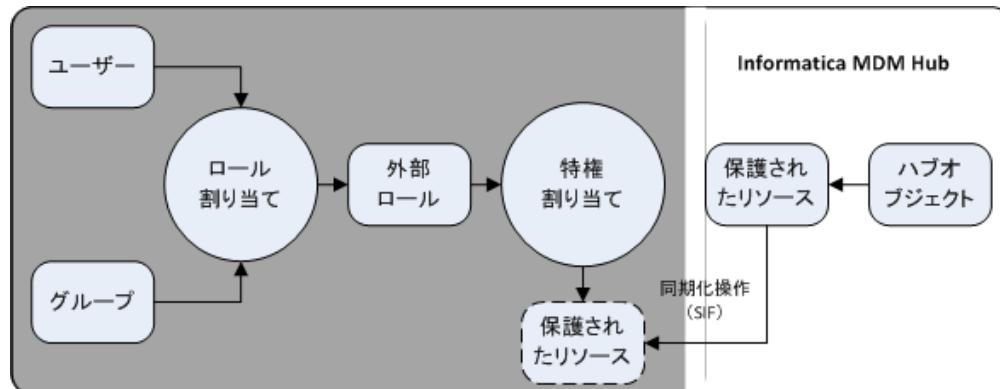 ユーザー
Informatica MDM Hub
ロール
割り当て
外部
ロール
特権
割り当て
保護され
たリソース
ハブオ
ブジェクト
グループ
同期化操作
（SIF）
保護され
たリソース